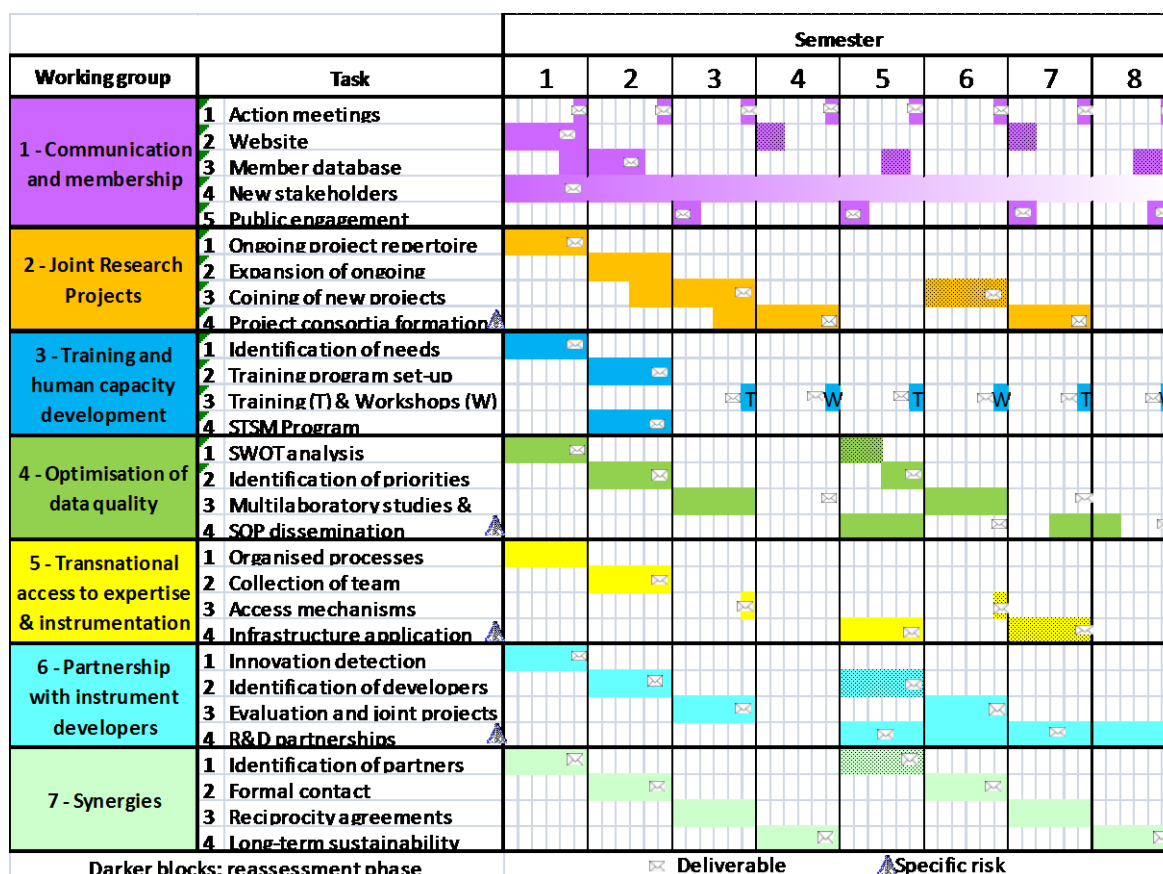 Semester
Working group Task 1 2 3 4 5 6 7 8
1 - Communication and membership
1 Action meetings
2 Website
3 Member database
4 New stakeholders
5 Public engagement
2 - Joint Research Projects
1 Ongoing project repertoire
2 Expansion of ongoing
3 Coining of new projects
4 Project consortia formation
3 - Training and human capacity development
1 Identification of needs
2 Training program set-up
3 Training (T) & Workshops (W) T W T W T W
4 STSM Program
4 - Optimisation of data quality
1 SWOT analysis
2 Identification of priorities
3 Multilaboratory studies &
4 SOP dissemination
5 - Transnational access to expertise & instrumentation
1 Organised processes
2 Collection of team
3 Access mechanisms
4 Infrastructure application
6 - Partnership with instrument developers
1 Innovation detection
2 Identification of developers
3 Evaluation and joint projects
4 R&D partnerships
7 - Synergies
1 Identification of partners
2 Formal contact
3 Reciprocity agreements
4 Long-term sustainability
Darker blocks: reassessment phase Deliverable Specific risk